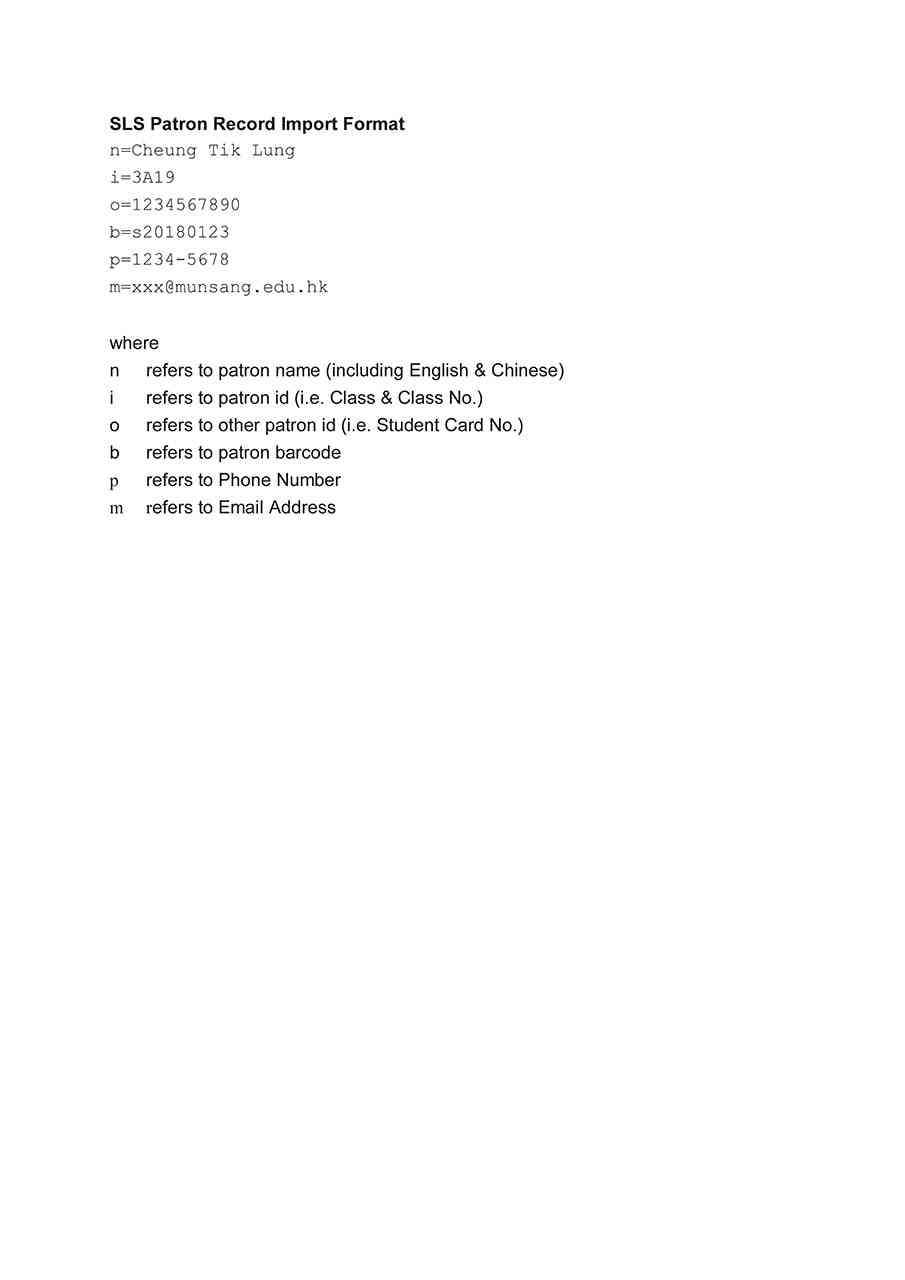 SLS Patron Record Import Format
n=Cheung Tik Lung
i=3A19
o=1234567890
b=s20180123
p=1234-5678
m=xxx@munsang.edu.hk
where
n refers to patron name (including English & Chinese)
i refers to patron id (i.e. Class & Class No.)
o refers to other patron id (i.e. Student Card No.)
b refers to patron barcode
p refers to Phone Number
m refers to Email Address